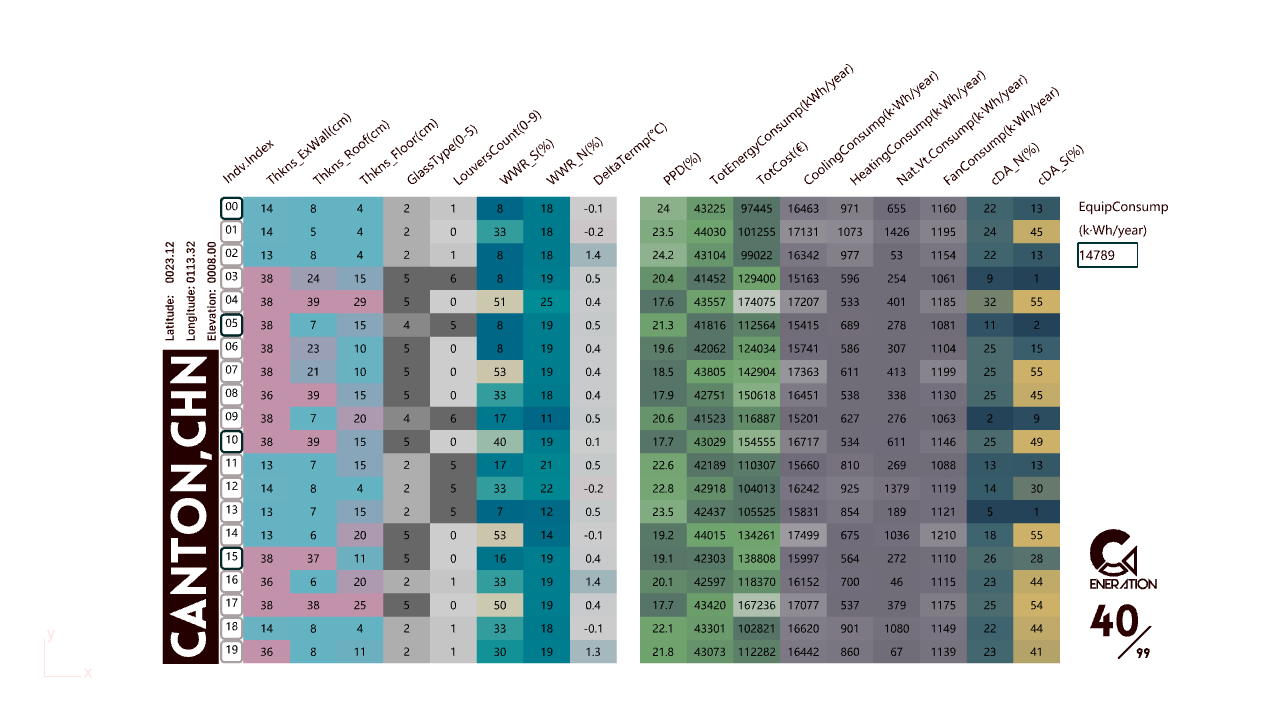 Indv.Index Thkns_ExWall(cm) Thkns_Roof(cm) Thkns_Floor(cm) GlassType(0-5) LouversCount(0-9) WWR_S(%) WWR_N(%) DeltaTermp(°C) PPD(%) TotEnergyConsump(kWh/year) TotCost(€) CoolingConsump(k·Wh/year) HeatingConsump(k·Wh/year) Nat.Vt.Consump(k·Wh/year) FanConsump(k·Wh/year) cDA_N(%) cDA_S(%)
00 14 8 4 2 1 8 18 -0.1 24 43225 97445 16463 971 655 1160 22 13
01 14 5 4 2 0 33 18 -0.2 23.5 44030 101255 17131 1073 1426 1195 24 45
02 13 8 4 2 1 8 18 1.4 24.2 43104 99022 16342 977 53 1154 22 13
03 38 24 15 5 6 8 19 0.5 20.4 41452 129400 15163 596 254 1061 9 1
04 38 39 29 5 0 51 25 0.4 17.6 43557 174075 17207 533 401 1185 32 55
05 38 7 15 4 5 8 19 0.5 21.3 41816 112564 15415 689 278 1081 11 2
06 38 23 10 5 0 8 19 0.4 19.6 42062 124034 15741 586 307 1104 25 15
07 38 21 10 5 0 53 19 0.4 18.5 43805 142904 17363 611 413 1199 25 55
08 36 39 15 5 0 33 18 0.4 17.9 42751 150618 16451 538 338 1130 25 45
09 38 7 20 4 6 17 11 0.5 20.6 41523 116887 15201 627 276 1063 2 9
10 38 39 15 5 0 40 19 0.1 17.7 43029 154555 16717 534 611 1146 25 49
11 13 7 15 2 5 17 21 0.5 22.6 42189 110307 15660 810 269 1088 13 13
12 14 8 4 2 5 33 22 -0.2 22.8 42918 104013 16242 925 1379 1119 14 30
13 13 7 15 2 5 7 12 0.5 23.5 42437 105525 15831 854 189 1121 5 1
14 13 6 20 5 0 53 14 -0.1 19.2 44015 134261 17499 675 1036 1210 18 55
15 38 37 11 5 0 16 19 0.4 19.1 42303 138808 15997 564 272 1110 26 28
16 36 6 20 2 1 33 19 1.4 20.1 42597 118370 16152 700 46 1115 23 44
17 38 38 25 5 0 50 19 0.4 17.7 43420 167236 17077 537 379 1175 25 54
18 14 8 4 2 1 33 18 -0.1 22.1 43301 102821 16620 901 1080 1149 22 44
19 36 8 11 2 1 30 19 1.3 21.8 43073 112282 16442 860 67 1139 23 41
EquipConsump
(k·Wh/year)
14789
Latitude: 0023.12
Longitude: 0113.32
Elevation: 0008.00
CANTON,CHN
ENERATION
40/99
y
x